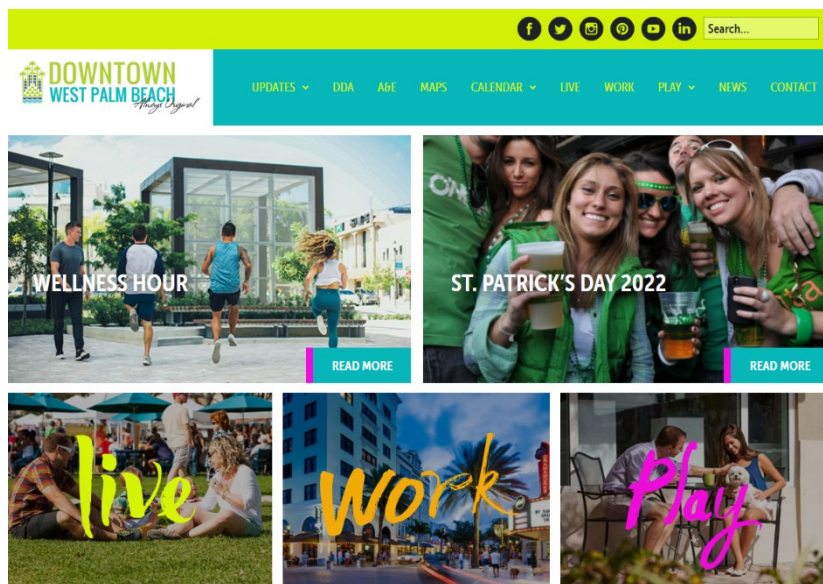 Search...
DOWNTOWN
WEST PALM BEACH
Always Original
UPDATES DDA A&E MAPS CALENDAR LIVE WORK PLAY NEWS CONTACT
WELLNESS HOUR
READ MORE
ST. PATRICK'S DAY 2022
READ MORE
live
work
Play